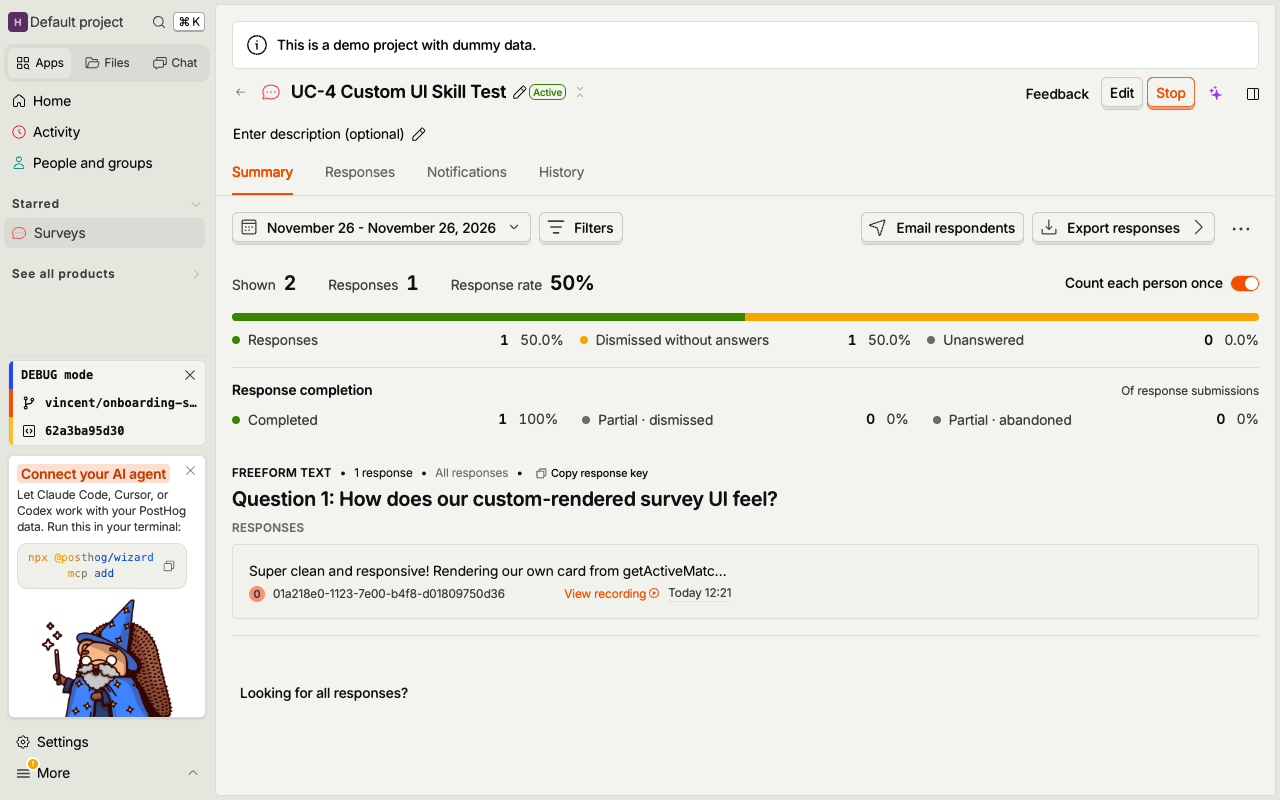 H Default project ⌘ K
Apps Files Chat
Home
Activity
People and groups
Starred
Surveys
See all products
DEBUG mode
vincent/onboarding-s…
62a3ba95d30
Connect your AI agent
Let Claude Code, Cursor, or
Codex work with your PostHog
data. Run this in your terminal:
npx @posthog/wizard
mcp add
Settings
! More
This is a demo project with dummy data.
UC-4 Custom UI Skill Test Active
Feedback Edit Stop
Enter description (optional)
Summary Responses Notifications History
November 26 - November 26, 2026 Filters Email respondents Export responses
Shown 2 Responses 1 Response rate 50% Count each person once
Responses 1 50.0% Dismissed without answers 1 50.0% Unanswered 0 0.0%
Response completion Of response submissions
Completed 1 100% Partial · dismissed 0 0% Partial · abandoned 0 0%
FREEFORM TEXT • 1 response • All responses • Copy response key
Question 1: How does our custom-rendered survey UI feel?
RESPONSES
Super clean and responsive! Rendering our own card from getActiveMatc...
0 01a218e0-1123-7e00-b4f8-d01809750d36 View recording Today 12:21
Looking for all responses?